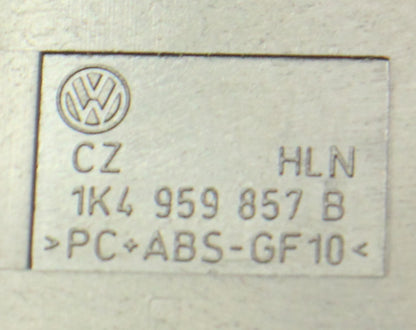 CZ HLN
1K4 959 857 B
>PC+ABS-GF10<